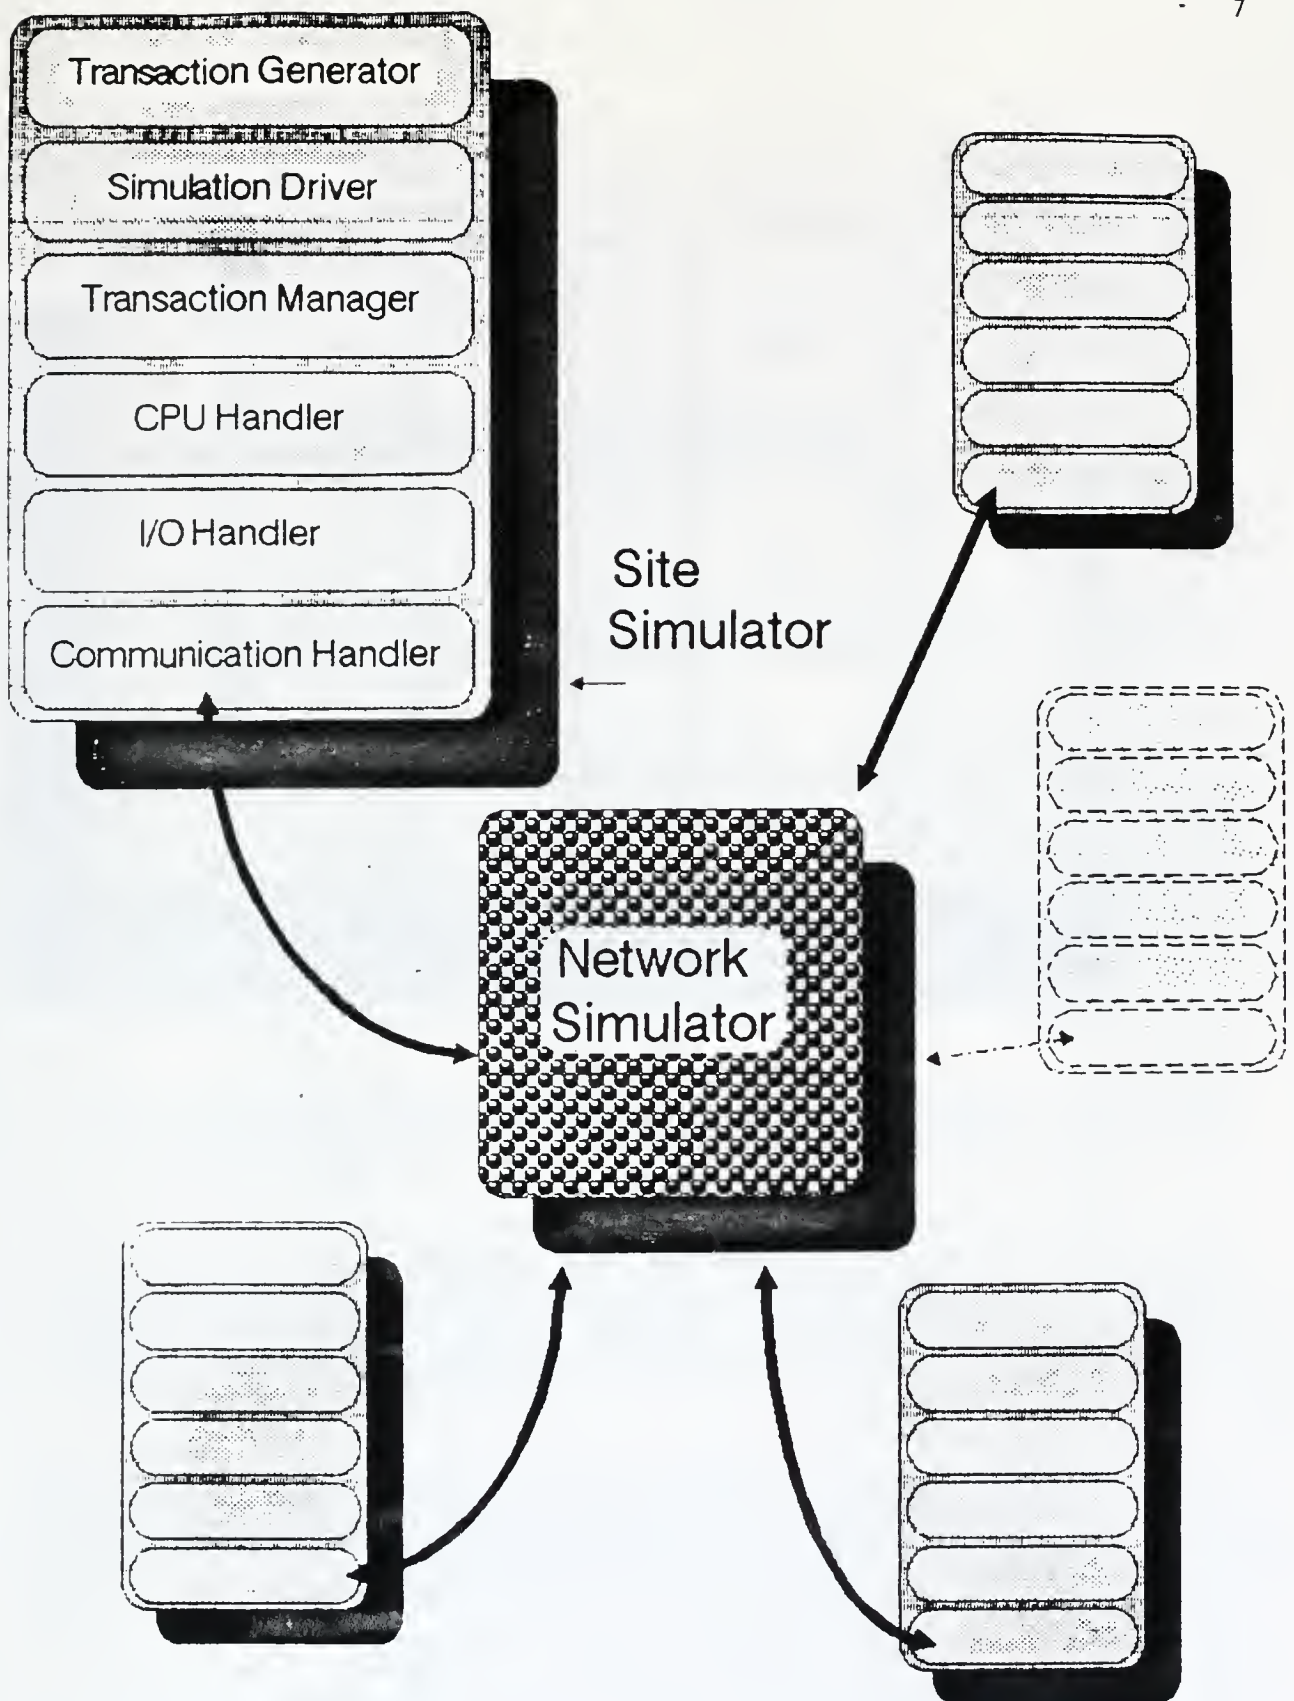 7
Transaction Generator
Simulation Driver
Transaction Manager
CPU Handler
I/O Handler
Communication Handler
Site
Simulator
Network
Simulator